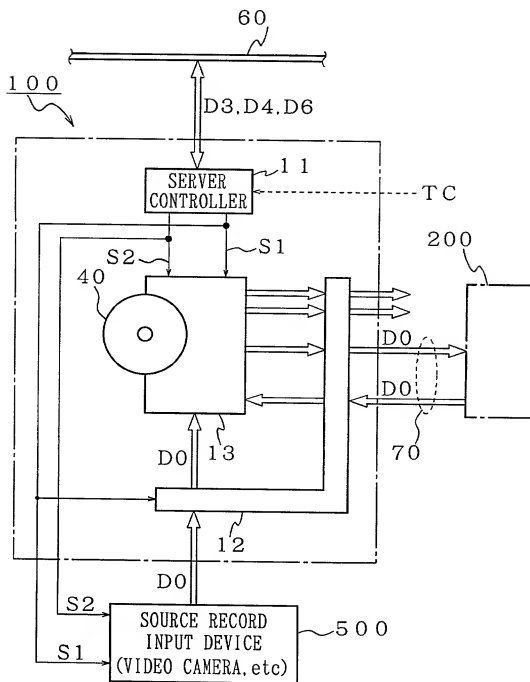 60
100
D3, D4, D6
11
SERVER
CONTROLLER
TC
S2
S1
40
200
D0
D0
70
13
D0
12
D0
S2
S1
SOURCE RECORD
INPUT DEVICE
(VIDEO CAMERA, etc)
500